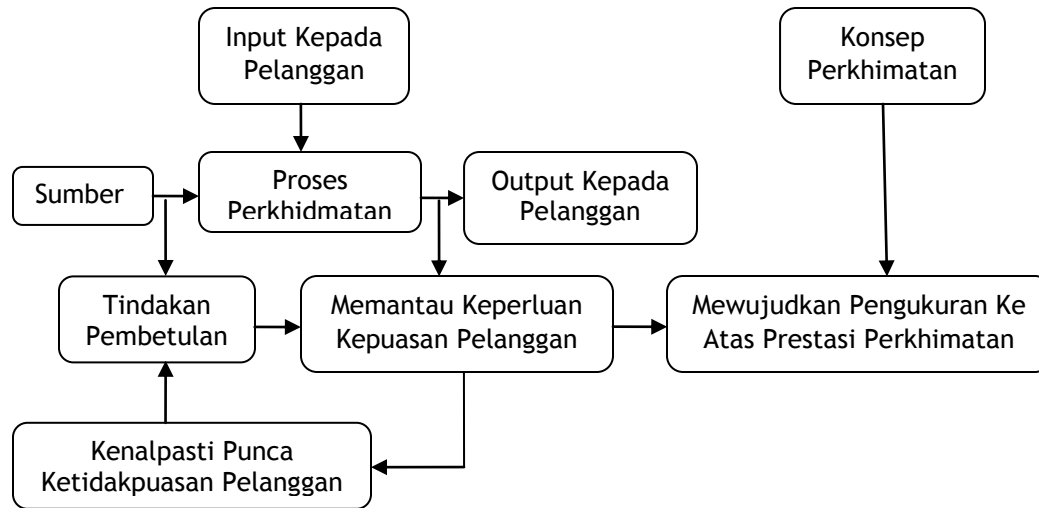 Input Kepada
Pelanggan
Konsep
Perkhimatan
Sumber
Proses
Perkhidmatan
Output Kepada
Pelanggan
Tindakan
Pembetulan
Memantau Keperluan
Kepuasan Pelanggan
Mewujudkan Pengukuran Ke
Atas Prestasi Perkhimatan
Kenalpasti Punca
Ketidakpuasan Pelanggan